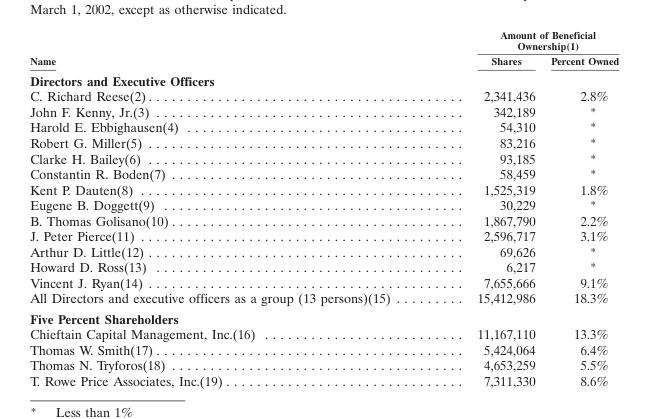 March 1, 2002, except as otherwise indicated.
Amount of Beneficial
Ownership(1)
Name Shares Percent Owned
Directors and Executive Officers
C. Richard Reese(2) 2,341,436 2.8%
John F. Kenny, Jr.(3) 342,189 *
Harold E. Ebbighausen(4) 54,310 *
Robert G. Miller(5) 83,216 *
Clarke H. Bailey(6) 93,185 *
Constantin R. Boden(7) 58,459 *
Kent P. Dauten(8) 1,525,319 1.8%
Eugene B. Doggett(9) 30,229 *
B. Thomas Golisano(10) 1,867,790 2.2%
J. Peter Pierce(11) 2,596,717 3.1%
Arthur D. Little(12) 69,626 *
Howard D. Ross(13) 6,217 *
Vincent J. Ryan(14) 7,655,666 9.1%
All Directors and executive officers as a group (13 persons)(15) 15,412,986 18.3%
Five Percent Shareholders
Chieftain Capital Management, Inc.(16) 11,167,110 13.3%
Thomas W. Smith(17) 5,424,064 6.4%
Thomas N. Tryforos(18) 4,653,259 5.5%
T. Rowe Price Associates, Inc.(19) 7,311,330 8.6%
* Less than 1%